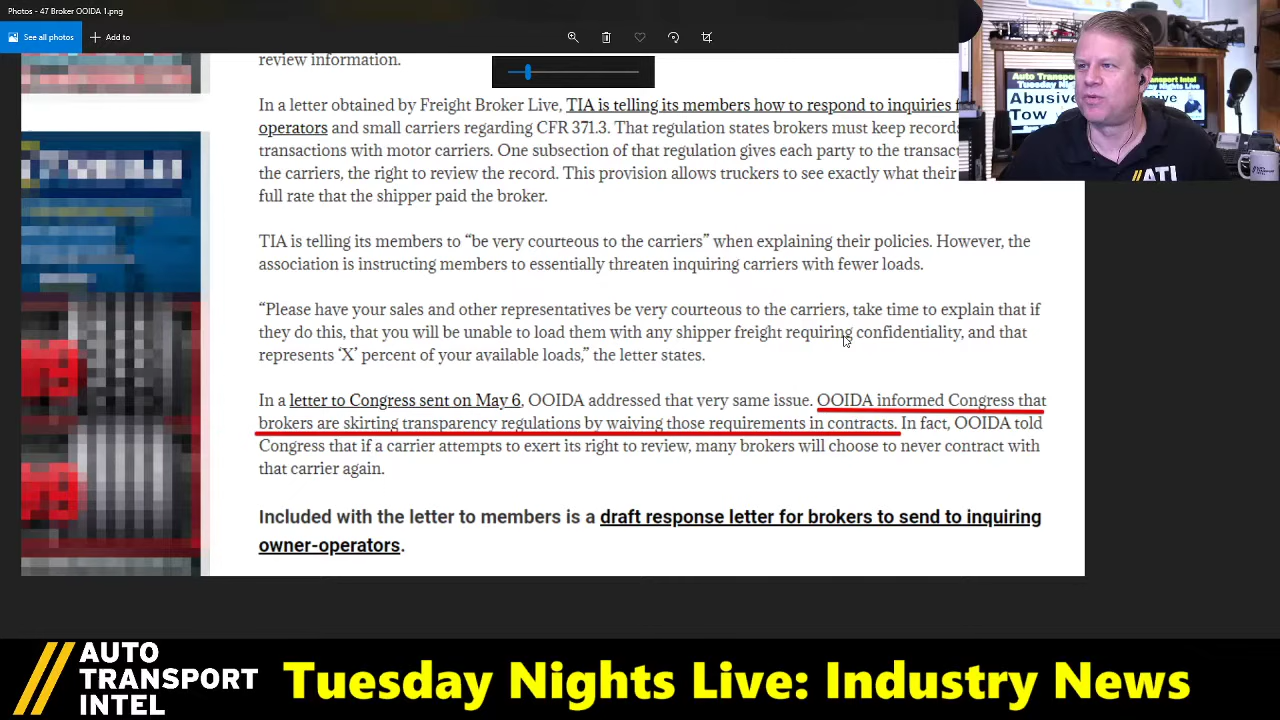 Photos - 47 Broker OOIDA 1.png
See all photos
Add to
review information.
In a letter obtained by Freight Broker Live, TIA is telling its members how to respond to inquiries
operators and small carriers regarding CFR 371.3. That regulation states brokers must keep records
transactions with motor carriers. One subsection of that regulation gives each party to the
the carriers, the right to review the record. This provision allows truckers to see exactly what their
full rate that the shipper paid the broker.
TIA is telling its members to “be very courteous to the carriers” when explaining their policies. However, the
association is instructing members to essentially threaten inquiring carriers with fewer loads.
“Please have your sales and other representatives be very courteous to the carriers, take time to explain that if
they do this, that you will be unable to load them with any shipper freight requiring confidentiality, and that
represents ‘X’ percent of your available loads,” the letter states.
In a letter to Congress sent on May 6, OOIDA addressed that very same issue. OOIDA informed Congress that
brokers are skirting transparency regulations by waiving those requirements in contracts. In fact, OOIDA told
Congress that if a carrier attempts to exert its right to review, many brokers will choose to never contract with
that carrier again.
Included with the letter to members is a draft response letter for brokers to send to inquiring
owner-operators.
Auto Transport
Tuesday Nights Live
Abusive
Tow
ATI
AUTO
TRANSPORT
INTEL
Tuesday Nights Live: Industry News